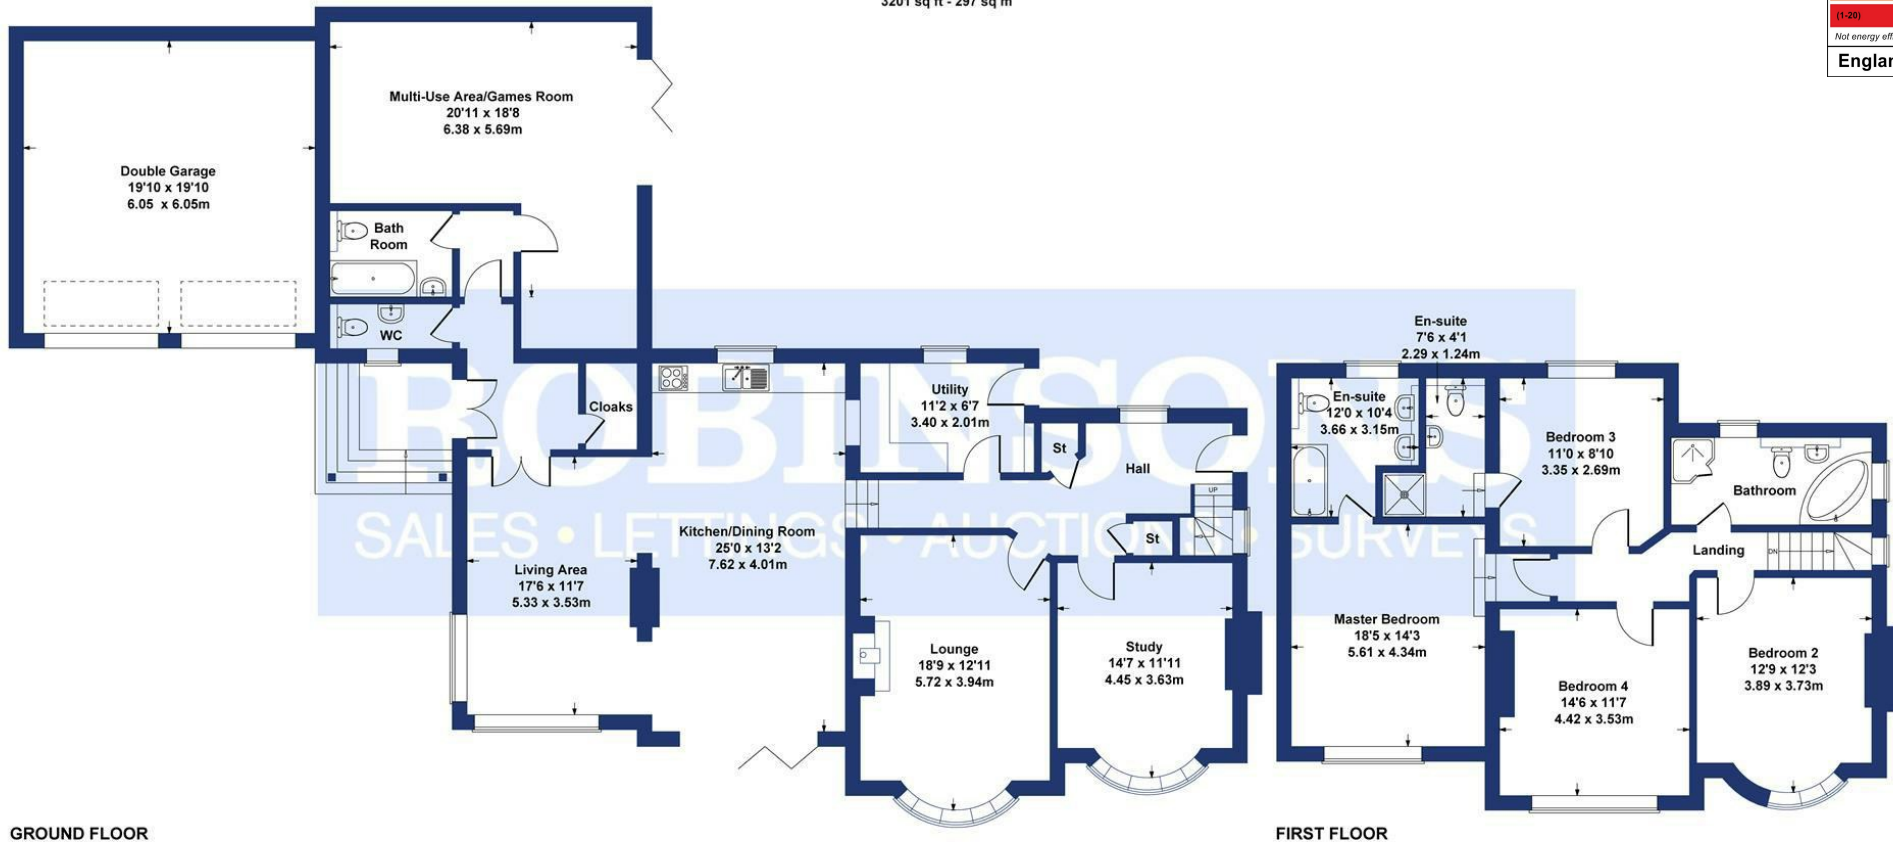 3201 sq ft - 297 sq m
(1-20)
Not energy eff
Englan
Multi-Use Area/Games Room
20'11 x 18'8
6.38 x 5.69m
Double Garage
19'10 x 19'10
6.05 x 6.05m
Bath
Room
WC
Cloaks
Utility
11'2 x 6'7
3.40 x 2.01m
St
Hall
UP
St
Kitchen/Dining Room
25'0 x 13'2
7.62 x 4.01m
Living Area
17'6 x 11'7
5.33 x 3.53m
Lounge
18'9 x 12'11
5.72 x 3.94m
Study
14'7 x 11'11
4.45 x 3.63m
En-suite
7'6 x 4'1
2.29 x 1.24m
En-suite
12'0 x 10'4
3.66 x 3.15m
Bedroom 3
11'0 x 8'10
3.35 x 2.69m
Bathroom
Landing
DN
Master Bedroom
18'5 x 14'3
5.61 x 4.34m
Bedroom 2
12'9 x 12'3
3.89 x 3.73m
Bedroom 4
14'6 x 11'7
4.42 x 3.53m
ROBINSONS
SALES • LETTINGS • AUCTIONS • SURVEYS
GROUND FLOOR
FIRST FLOOR